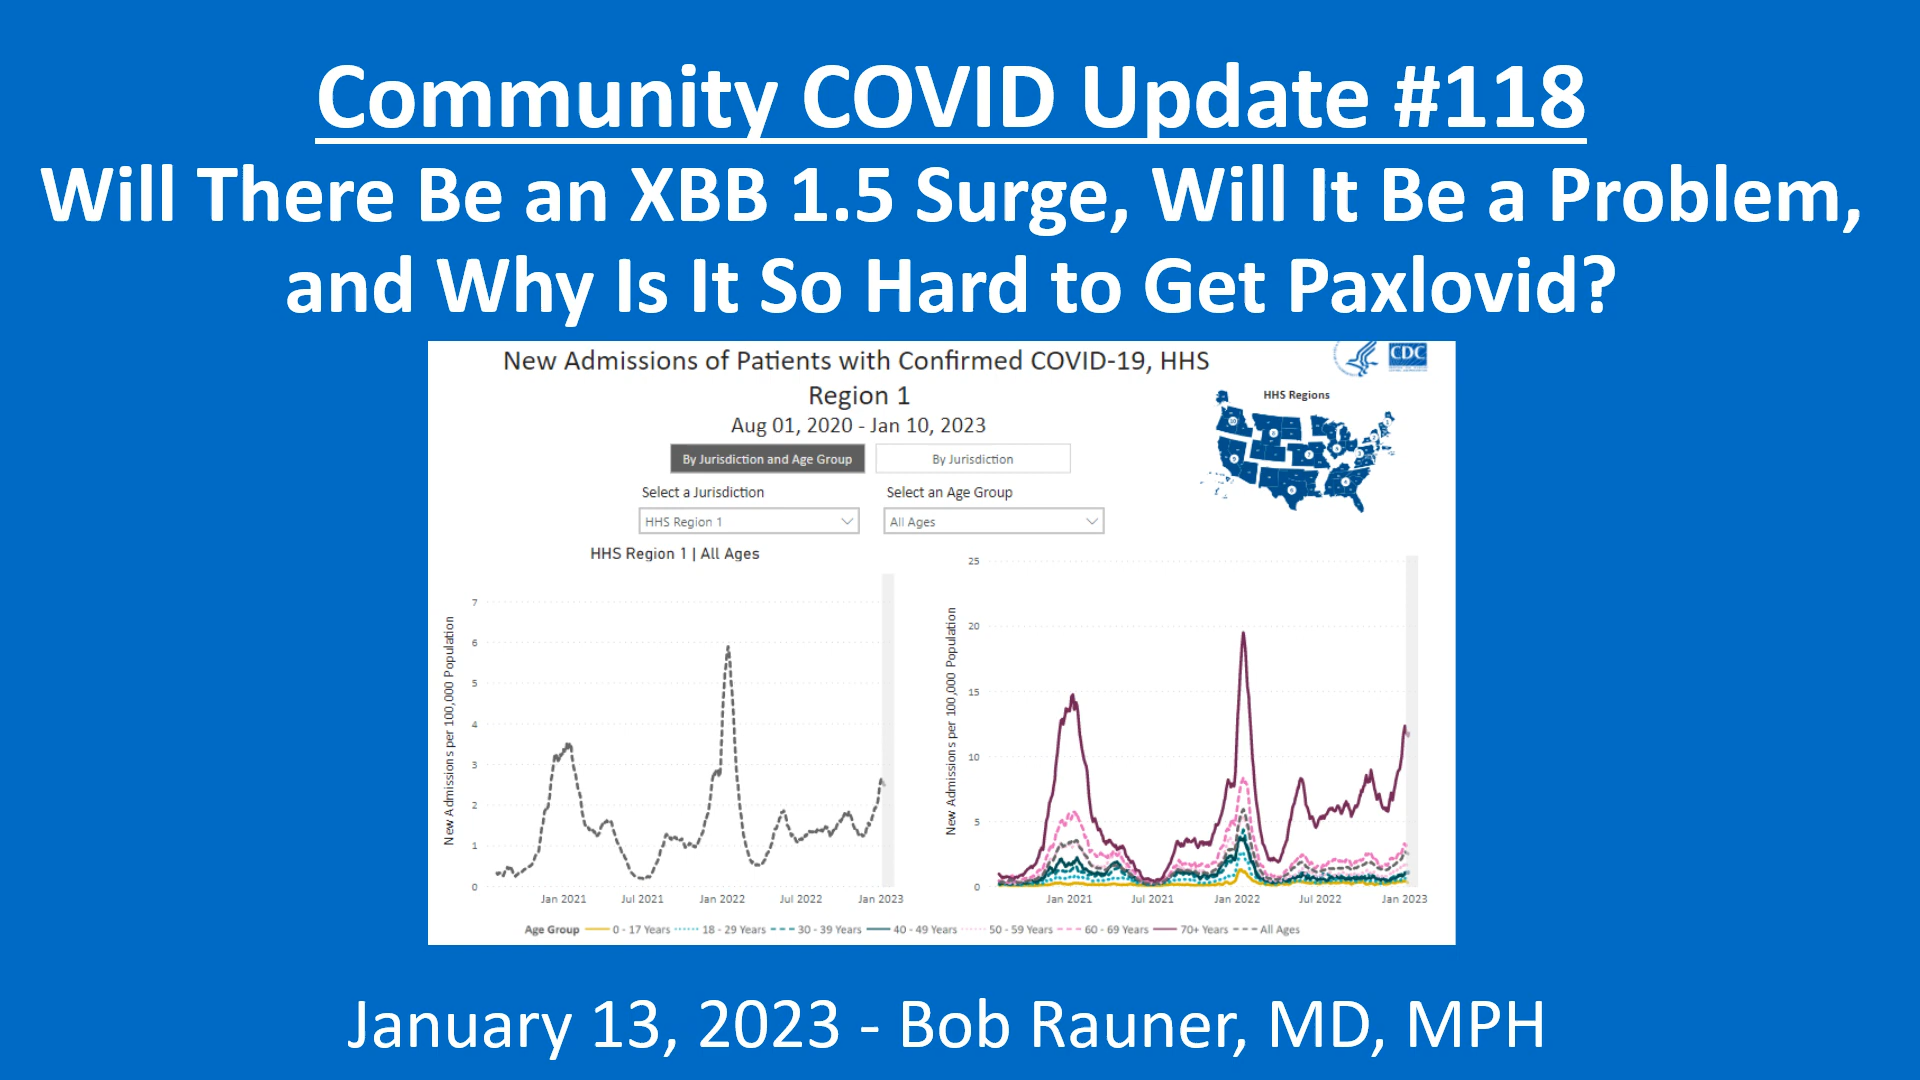 Community COVID Update #118
Will There Be an XBB 1.5 Surge, Will It Be a Problem,
and Why Is It So Hard to Get Paxlovid?
New Admissions of Patients with Confirmed COVID-19, HHS
Region 1
Aug 01, 2020 - Jan 10, 2023
CDC
HHS Regions
By Jurisdiction and Age Group
By Jurisdiction
Select a Jurisdiction
Select an Age Group
HHS Region 1
All Ages
HHS Region 1 | All Ages
New Admissions per 100,000 Population
7
6
5
4
3
2
1
0
Jan 2021 Jul 2021 Jan 2022 Jul 2022 Jan 2023
New Admissions per 100,000 Population
25
20
15
10
5
0
Jan 2021 Jul 2021 Jan 2022 Jul 2022 Jan 2023
Age Group 0 - 17 Years 18 - 29 Years 30 - 39 Years 40 - 49 Years 50 - 59 Years 60 - 69 Years 70+ Years All Ages
January 13, 2023 - Bob Rauner, MD, MPH